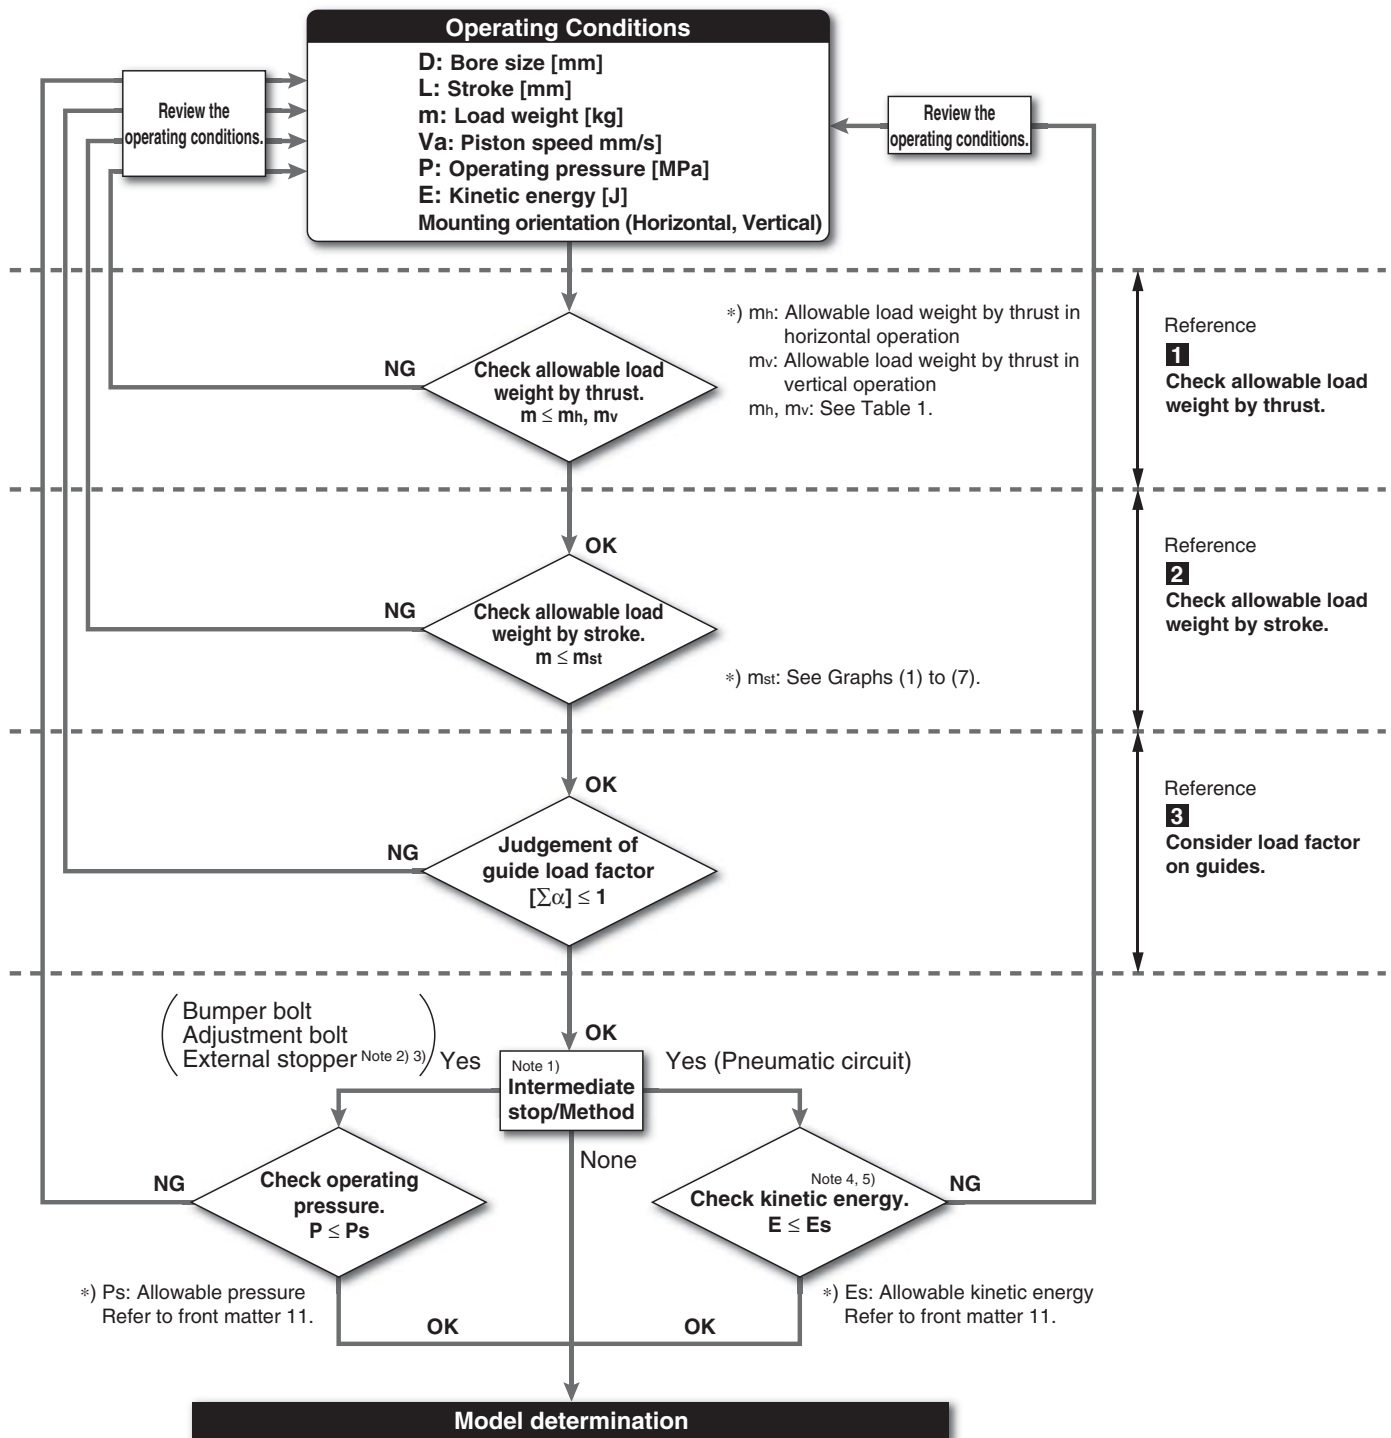 Operating Conditions
D: Bore size [mm]
L: Stroke [mm]
m: Load weight [kg]
Va: Piston speed mm/s]
P: Operating pressure [MPa]
E: Kinetic energy [J]
Mounting orientation (Horizontal, Vertical)
Review the
operating conditions.
Review the
operating conditions.
NG
Check allowable load
weight by thrust.
m ≤ mh, mv
*) mh: Allowable load weight by thrust in
horizontal operation
mv: Allowable load weight by thrust in
vertical operation
mh, mv: See Table 1.
Reference
1
Check allowable load
weight by thrust.
OK
NG
Check allowable load
weight by stroke.
m ≤ mst
*) mst: See Graphs (1) to (7).
Reference
2
Check allowable load
weight by stroke.
OK
NG
Judgement of
guide load factor
[∑α] ≤ 1
Reference
3
Consider load factor
on guides.
OK
Bumper bolt
Adjustment bolt
External stopper Note 2) 3)
Yes
Note 1)
Intermediate
stop/Method
Yes (Pneumatic circuit)
None
NG
Check operating
pressure.
P ≤ Ps
Note 4, 5)
Check kinetic energy.
E ≤ Es
NG
*) Ps: Allowable pressure
Refer to front matter 11.
*) Es: Allowable kinetic energy
Refer to front matter 11.
OK
OK
Model determination